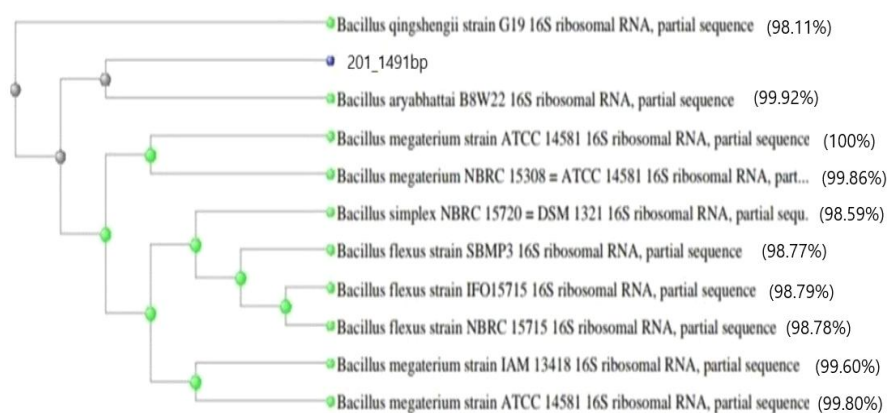 Bacillus qingshengii strain G19 16S ribosomal RNA, partial sequence (98.11%)
201_1491bp
Bacillus aryabhattai B8W22 16S ribosomal RNA, partial sequence (99.92%)
Bacillus megaterium strain ATCC 14581 16S ribosomal RNA, partial sequence (100%)
Bacillus megaterium NBRC 15308 = ATCC 14581 16S ribosomal RNA, part... (99.86%)
Bacillus simplex NBRC 15720 = DSM 1321 16S ribosomal RNA, partial sequ. (98.59%)
Bacillus flexus strain SBMP3 16S ribosomal RNA, partial sequence (98.77%)
Bacillus flexus strain IFO15715 16S ribosomal RNA, partial sequence (98.79%)
Bacillus flexus strain NBRC 15715 16S ribosomal RNA, partial sequence (98.78%)
Bacillus megaterium strain IAM 13418 16S ribosomal RNA, partial sequence (99.60%)
Bacillus megaterium strain ATCC 14581 16S ribosomal RNA, partial sequence (99.80%)